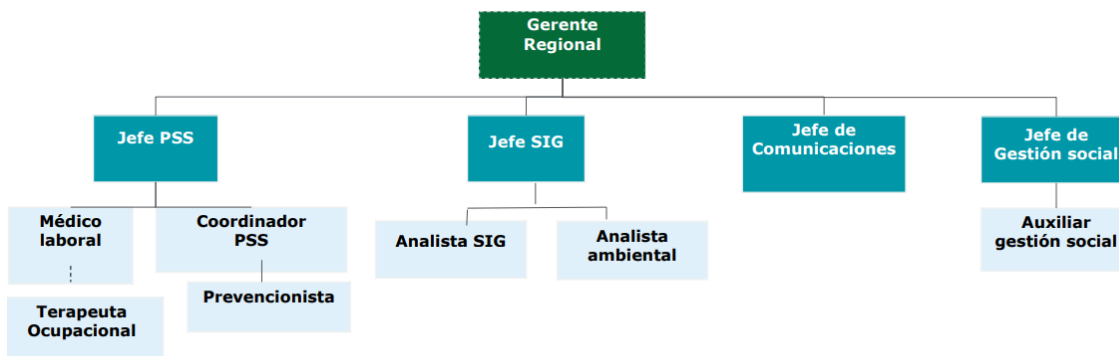 Gerente
Regional
Jefe PSS
Jefe SIG
Jefe de
Comunicaciones
Jefe de
Gestión social
Médico
laboral
Coordinador
PSS
Analista SIG
Analista
ambiental
Auxiliar
gestión social
Terapeuta
Ocupacional
Prevencionista